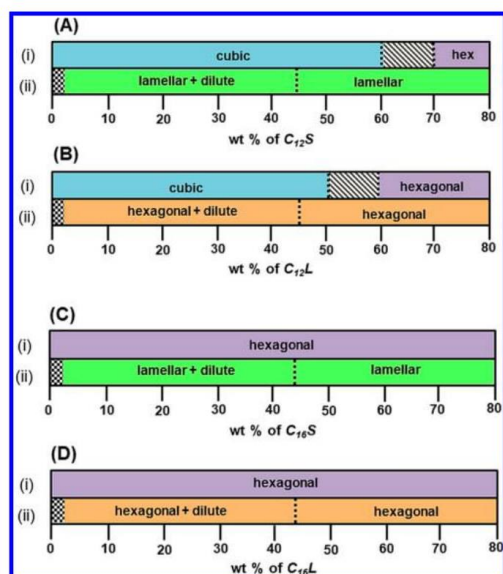 (A)
(i) cubic hex
(ii) lamellar + dilute lamellar
0 10 20 30 40 50 60 70 80
wt % of C₁₂S
(B)
(i) cubic hexagonal
(ii) hexagonal + dilute hexagonal
0 10 20 30 40 50 60 70 80
wt % of C₁₂L
(C)
(i) hexagonal
(ii) lamellar + dilute lamellar
0 10 20 30 40 50 60 70 80
wt % of C₁₆S
(D)
(i) hexagonal
(ii) hexagonal + dilute hexagonal
0 10 20 30 40 50 60 70 80
wt % of C₁₆L